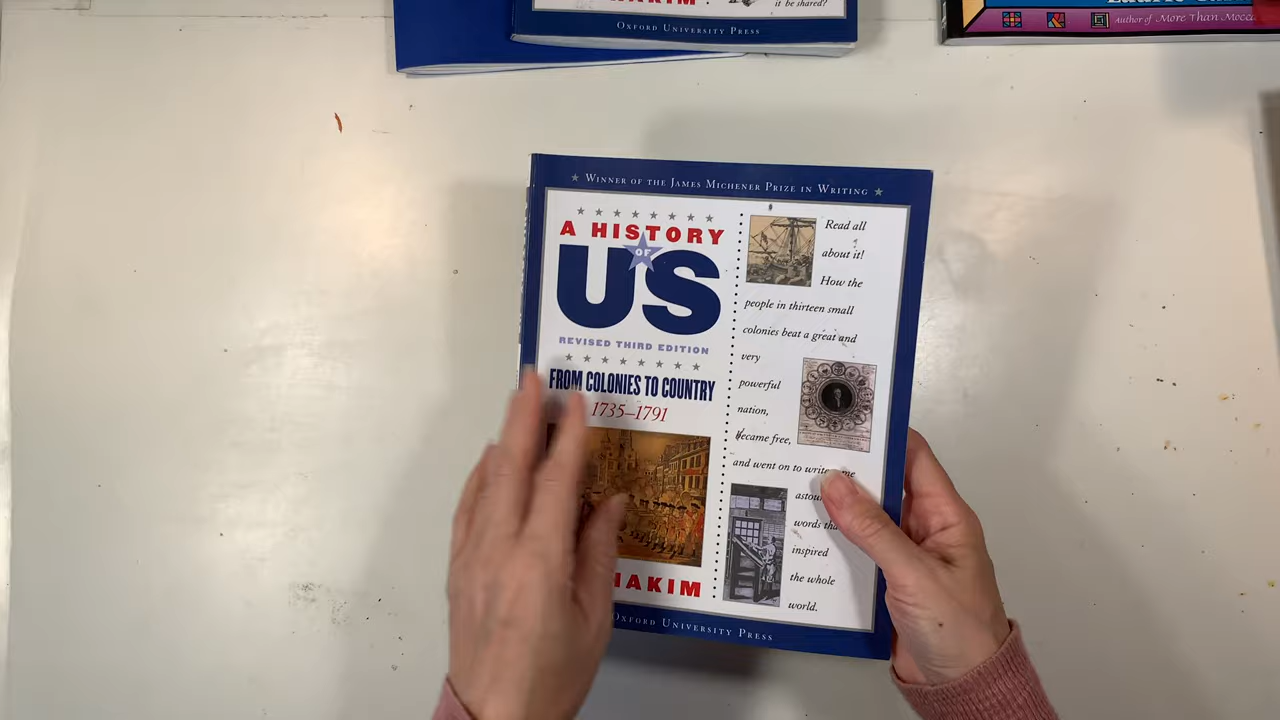 it be shared?
OXFORD UNIVERSITY PRESS
Author of More Than Mocca
WINNER OF THE JAMES MICHENER PRIZE IN WRITING
A HISTORY
OF
US
REVISED THIRD EDITION
FROM COLONIES TO COUNTRY
1735–1791
HAKIM
Read all
about it!
How the
people in thirteen small
colonies beat a great and
very
powerful
nation,
became free,
and went on to write
words
inspired
the whole
world.
OXFORD UNIVERSITY PRESS